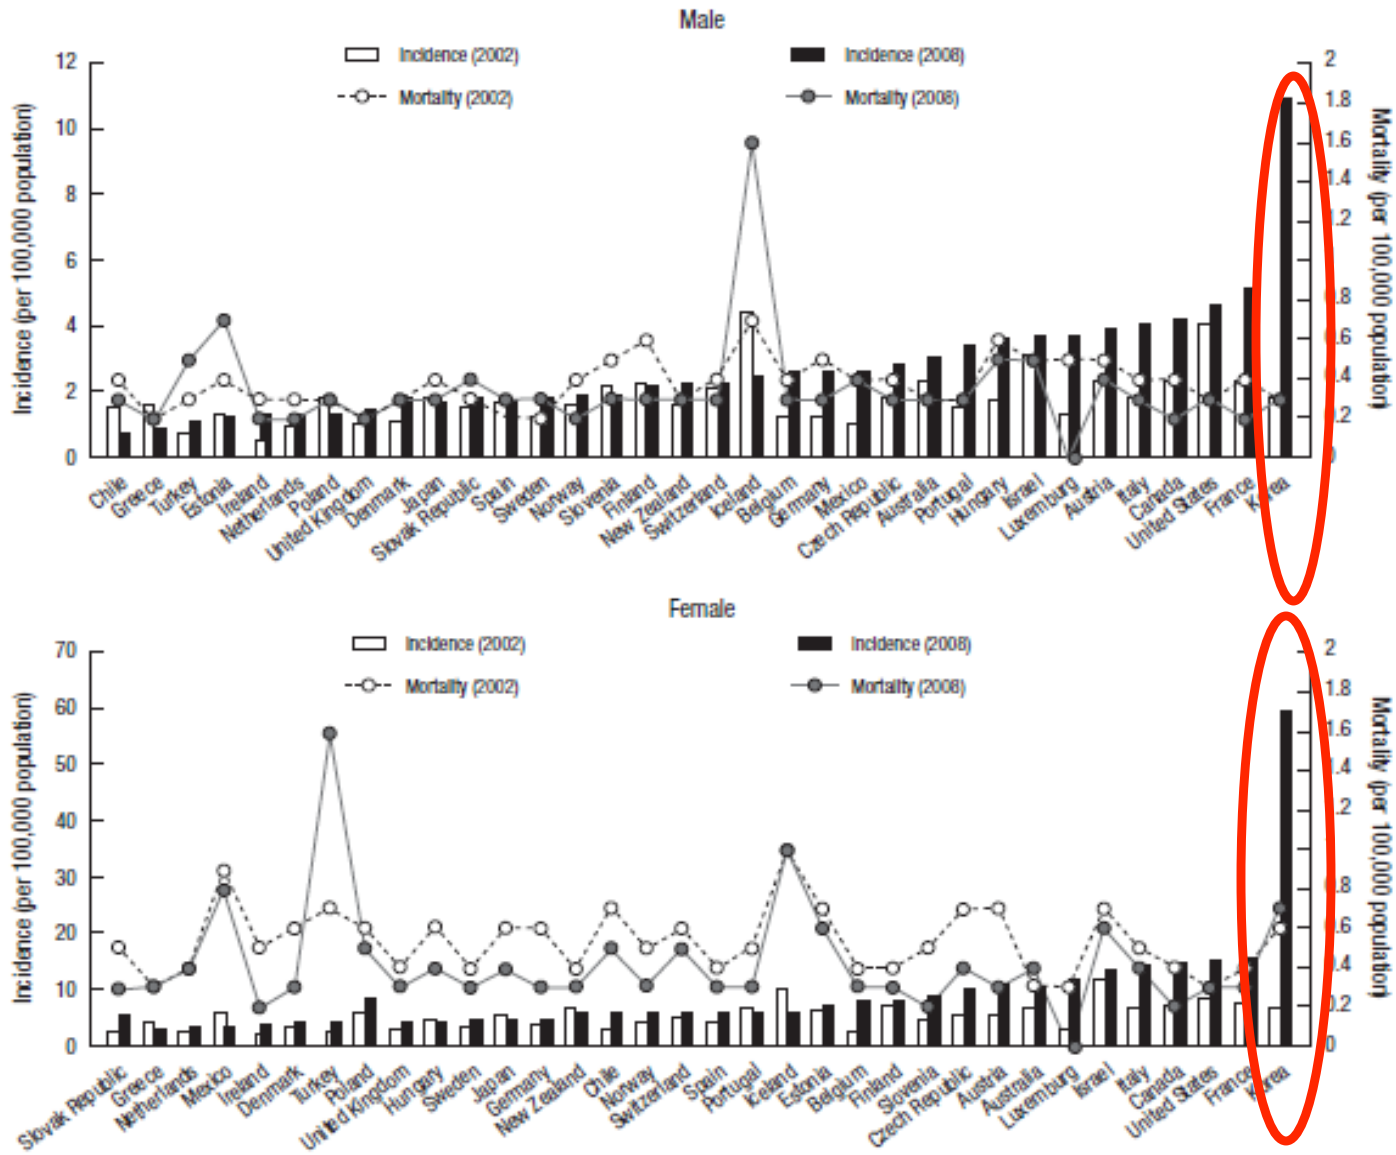 Male
Incidence (2002)
Incidence (2008)
Mortality (2002)
Mortality (2008)
Incidence (per 100,000 population)
12
10
8
6
4
2
0
Mortality (per 100,000 population)
2
1.8
1.6
1.4
1.2
0.8
0.6
0.4
0.2
0
Chile
Greece
Turkey
Estonia
Ireland
Netherlands
Poland
United Kingdom
Denmark
Japan
Slovak Republic
Spain
Sweden
Norway
Slovenia
Finland
New Zealand
Switzerland
Iceland
Belgium
Germany
Mexico
Czech Republic
Australia
Portugal
Hungary
Israel
Luxemburg
Austria
Italy
Canada
United States
France
Korea
Female
Incidence (2002)
Incidence (2008)
Mortality (2002)
Mortality (2008)
Incidence (per 100,000 population)
70
60
50
40
30
20
10
0
Mortality (per 100,000 population)
2
1.8
1.6
1.4
1.2
0.8
0.6
0.4
0.2
0
Slovak Republic
Greece
Netherlands
Mexico
Ireland
Denmark
Turkey
Poland
United Kingdom
Hungary
Sweden
Japan
Germany
New Zealand
Chile
Norway
Switzerland
Spain
Portugal
Iceland
Estonia
Belgium
Finland
Slovenia
Czech Republic
Austria
Australia
Luxemburg
Israel
Italy
Canada
United States
France
Korea